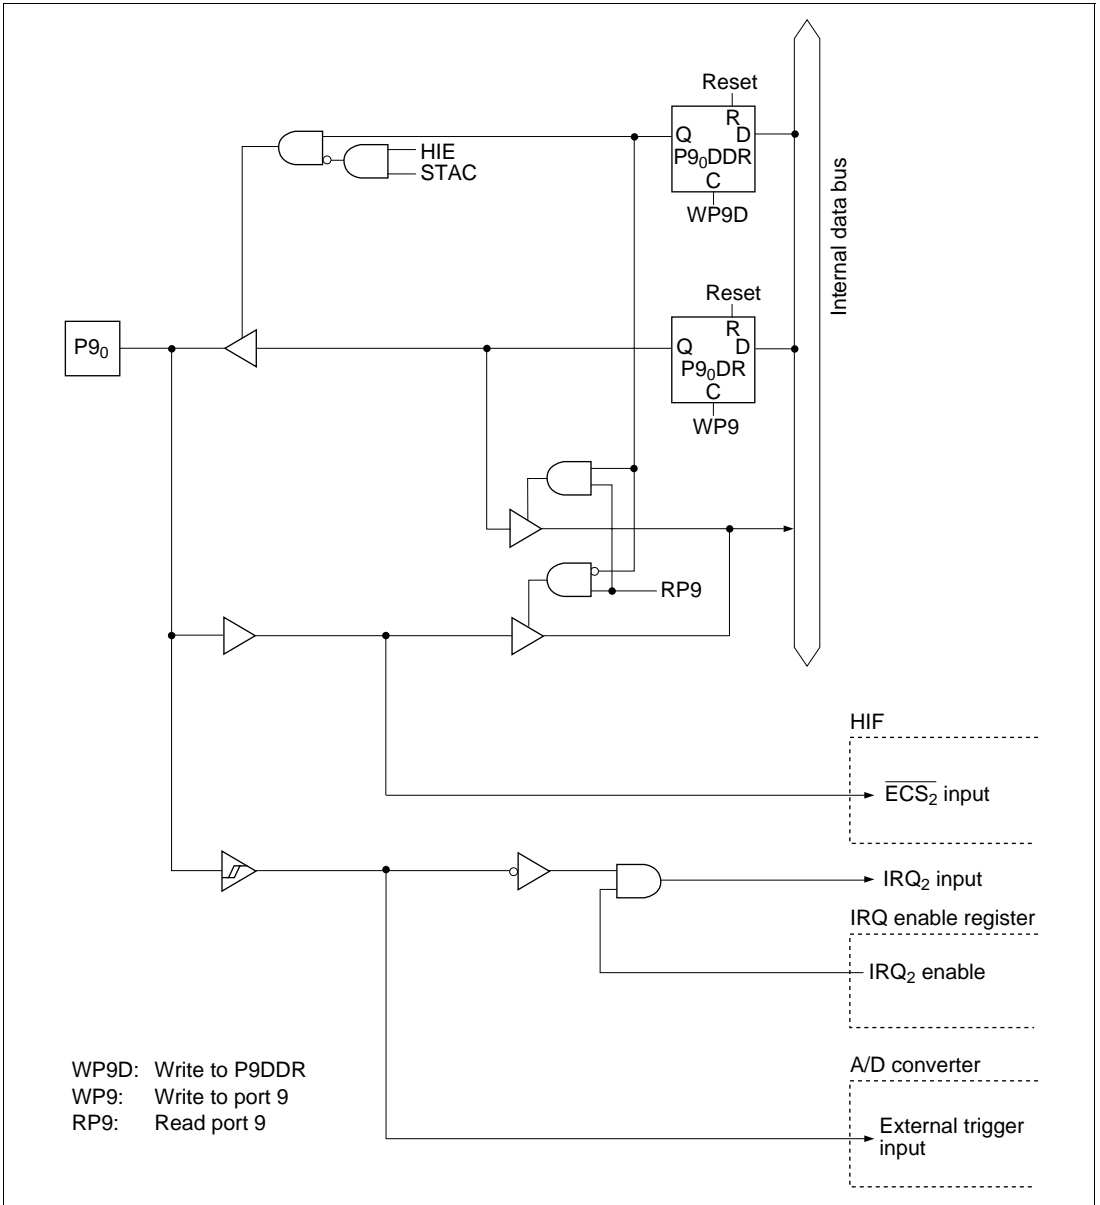 Reset
R
Q D
P9₀DDR
C
WP9D
HIE
STAC
Internal data bus
Reset
R
Q D
P9₀DR
C
WP9
P9₀
RP9
HIF
E̅C̅S̅₂̅ input
IRQ₂ input
IRQ enable register
IRQ₂ enable
A/D converter
External trigger
input
WP9D: Write to P9DDR
WP9: Write to port 9
RP9: Read port 9